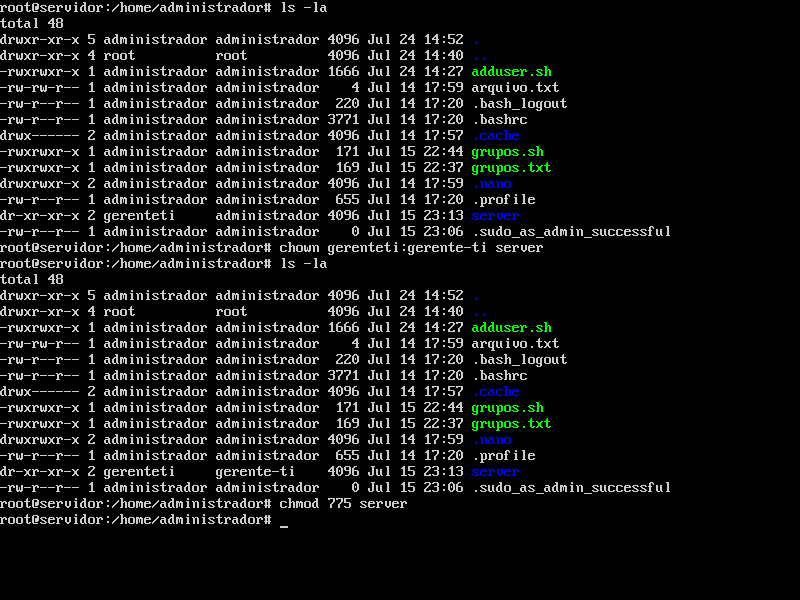 root@servidor:/home/administrador# ls -la
total 48
drwxr-xr-x 5 administrador administrador 4096 Jul 24 14:52 .
drwxr-xr-x 4 root          root          4096 Jul 24 14:40 ..
-rwxrwxr-x 1 administrador administrador 1666 Jul 24 14:27 adduser.sh
-rw-rw-r-- 1 administrador administrador    4 Jul 14 17:59 arquivo.txt
-rw-r--r-- 1 administrador administrador  220 Jul 14 17:20 .bash_logout
-rw-r--r-- 1 administrador administrador 3771 Jul 14 17:20 .bashrc
drwx------ 2 administrador administrador 4096 Jul 14 17:57 .cache
-rwxrwxr-x 1 administrador administrador  171 Jul 15 22:44 grupos.sh
-rwxrwxr-x 1 administrador administrador  169 Jul 15 22:37 grupos.txt
drwxrwxr-x 2 administrador administrador 4096 Jul 14 17:59 .nano
-rw-r--r-- 1 administrador administrador  655 Jul 14 17:20 .profile
dr-xr-xr-x 2 gerenteti     administrador 4096 Jul 15 23:13 server
-rw-r--r-- 1 administrador administrador    0 Jul 15 23:06 .sudo_as_admin_successful
root@servidor:/home/administrador# chown gerenteti:gerente-ti server
root@servidor:/home/administrador# ls -la
total 48
drwxr-xr-x 5 administrador administrador 4096 Jul 24 14:52 .
drwxr-xr-x 4 root          root          4096 Jul 24 14:40 ..
-rwxrwxr-x 1 administrador administrador 1666 Jul 24 14:27 adduser.sh
-rw-rw-r-- 1 administrador administrador    4 Jul 14 17:59 arquivo.txt
-rw-r--r-- 1 administrador administrador  220 Jul 14 17:20 .bash_logout
-rw-r--r-- 1 administrador administrador 3771 Jul 14 17:20 .bashrc
drwx------ 2 administrador administrador 4096 Jul 14 17:57 .cache
-rwxrwxr-x 1 administrador administrador  171 Jul 15 22:44 grupos.sh
-rwxrwxr-x 1 administrador administrador  169 Jul 15 22:37 grupos.txt
drwxrwxr-x 2 administrador administrador 4096 Jul 14 17:59 .nano
-rw-r--r-- 1 administrador administrador  655 Jul 14 17:20 .profile
dr-xr-xr-x 2 gerenteti     gerente-ti    4096 Jul 15 23:13 server
-rw-r--r-- 1 administrador administrador    0 Jul 15 23:06 .sudo_as_admin_successful
root@servidor:/home/administrador# chmod 775 server
root@servidor:/home/administrador# _